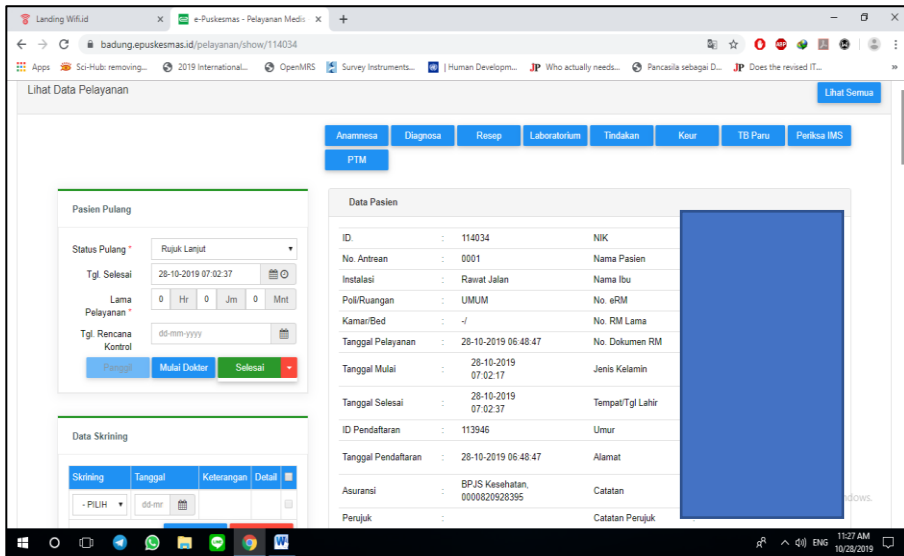 Landing Wifi.id
e-Puskesmas - Pelayanan Medis
badung.epuskesmas.id/pelayanan/show/114034
Apps Sci-Hub: removing... 2019 International... OpenMRS Survey Instruments... | Human Developm... JP Who actually needs... Pancasila sebagai D... JP Does the revised IT... »
Lihat Data Pelayanan
Lihat Semua
Anamnesa Diagnosa Resep Laboratorium Tindakan Keur TB Paru Periksa IMS
PTM
Pasien Pulang
Status Pulang * Rujuk Lanjut
Tgl. Selesai 28-10-2019 07:02:37
Lama Pelayanan * 0 Hr 0 Jm 0 Mnt
Tgl. Rencana Kontrol dd-mm-yyyy
Panggil Mulai Dokter Selesai
Data Skrining
Skrining Tanggal Keterangan Detail
- PILIH dd-mr
Data Pasien
ID. : 114034 NIK
No. Antrean : 0001 Nama Pasien
Instalasi : Rawat Jalan Nama Ibu
Poli/Ruangan : UMUM No. eRM
Kamar/Bed : -/ No. RM Lama
Tanggal Pelayanan : 28-10-2019 06:48:47 No. Dokumen RM
Tanggal Mulai : 28-10-2019 07:02:17 Jenis Kelamin
Tanggal Selesai : 28-10-2019 07:02:37 Tempat/Tgl Lahir
ID Pendaftaran : 113946 Umur
Tanggal Pendaftaran : 28-10-2019 06:48:47 Alamat
Asuransi : BPJS Kesehatan, 0000820928395 Catatan
Perujuk : Catatan Perujuk :
ENG
11:27 AM
10/28/2019